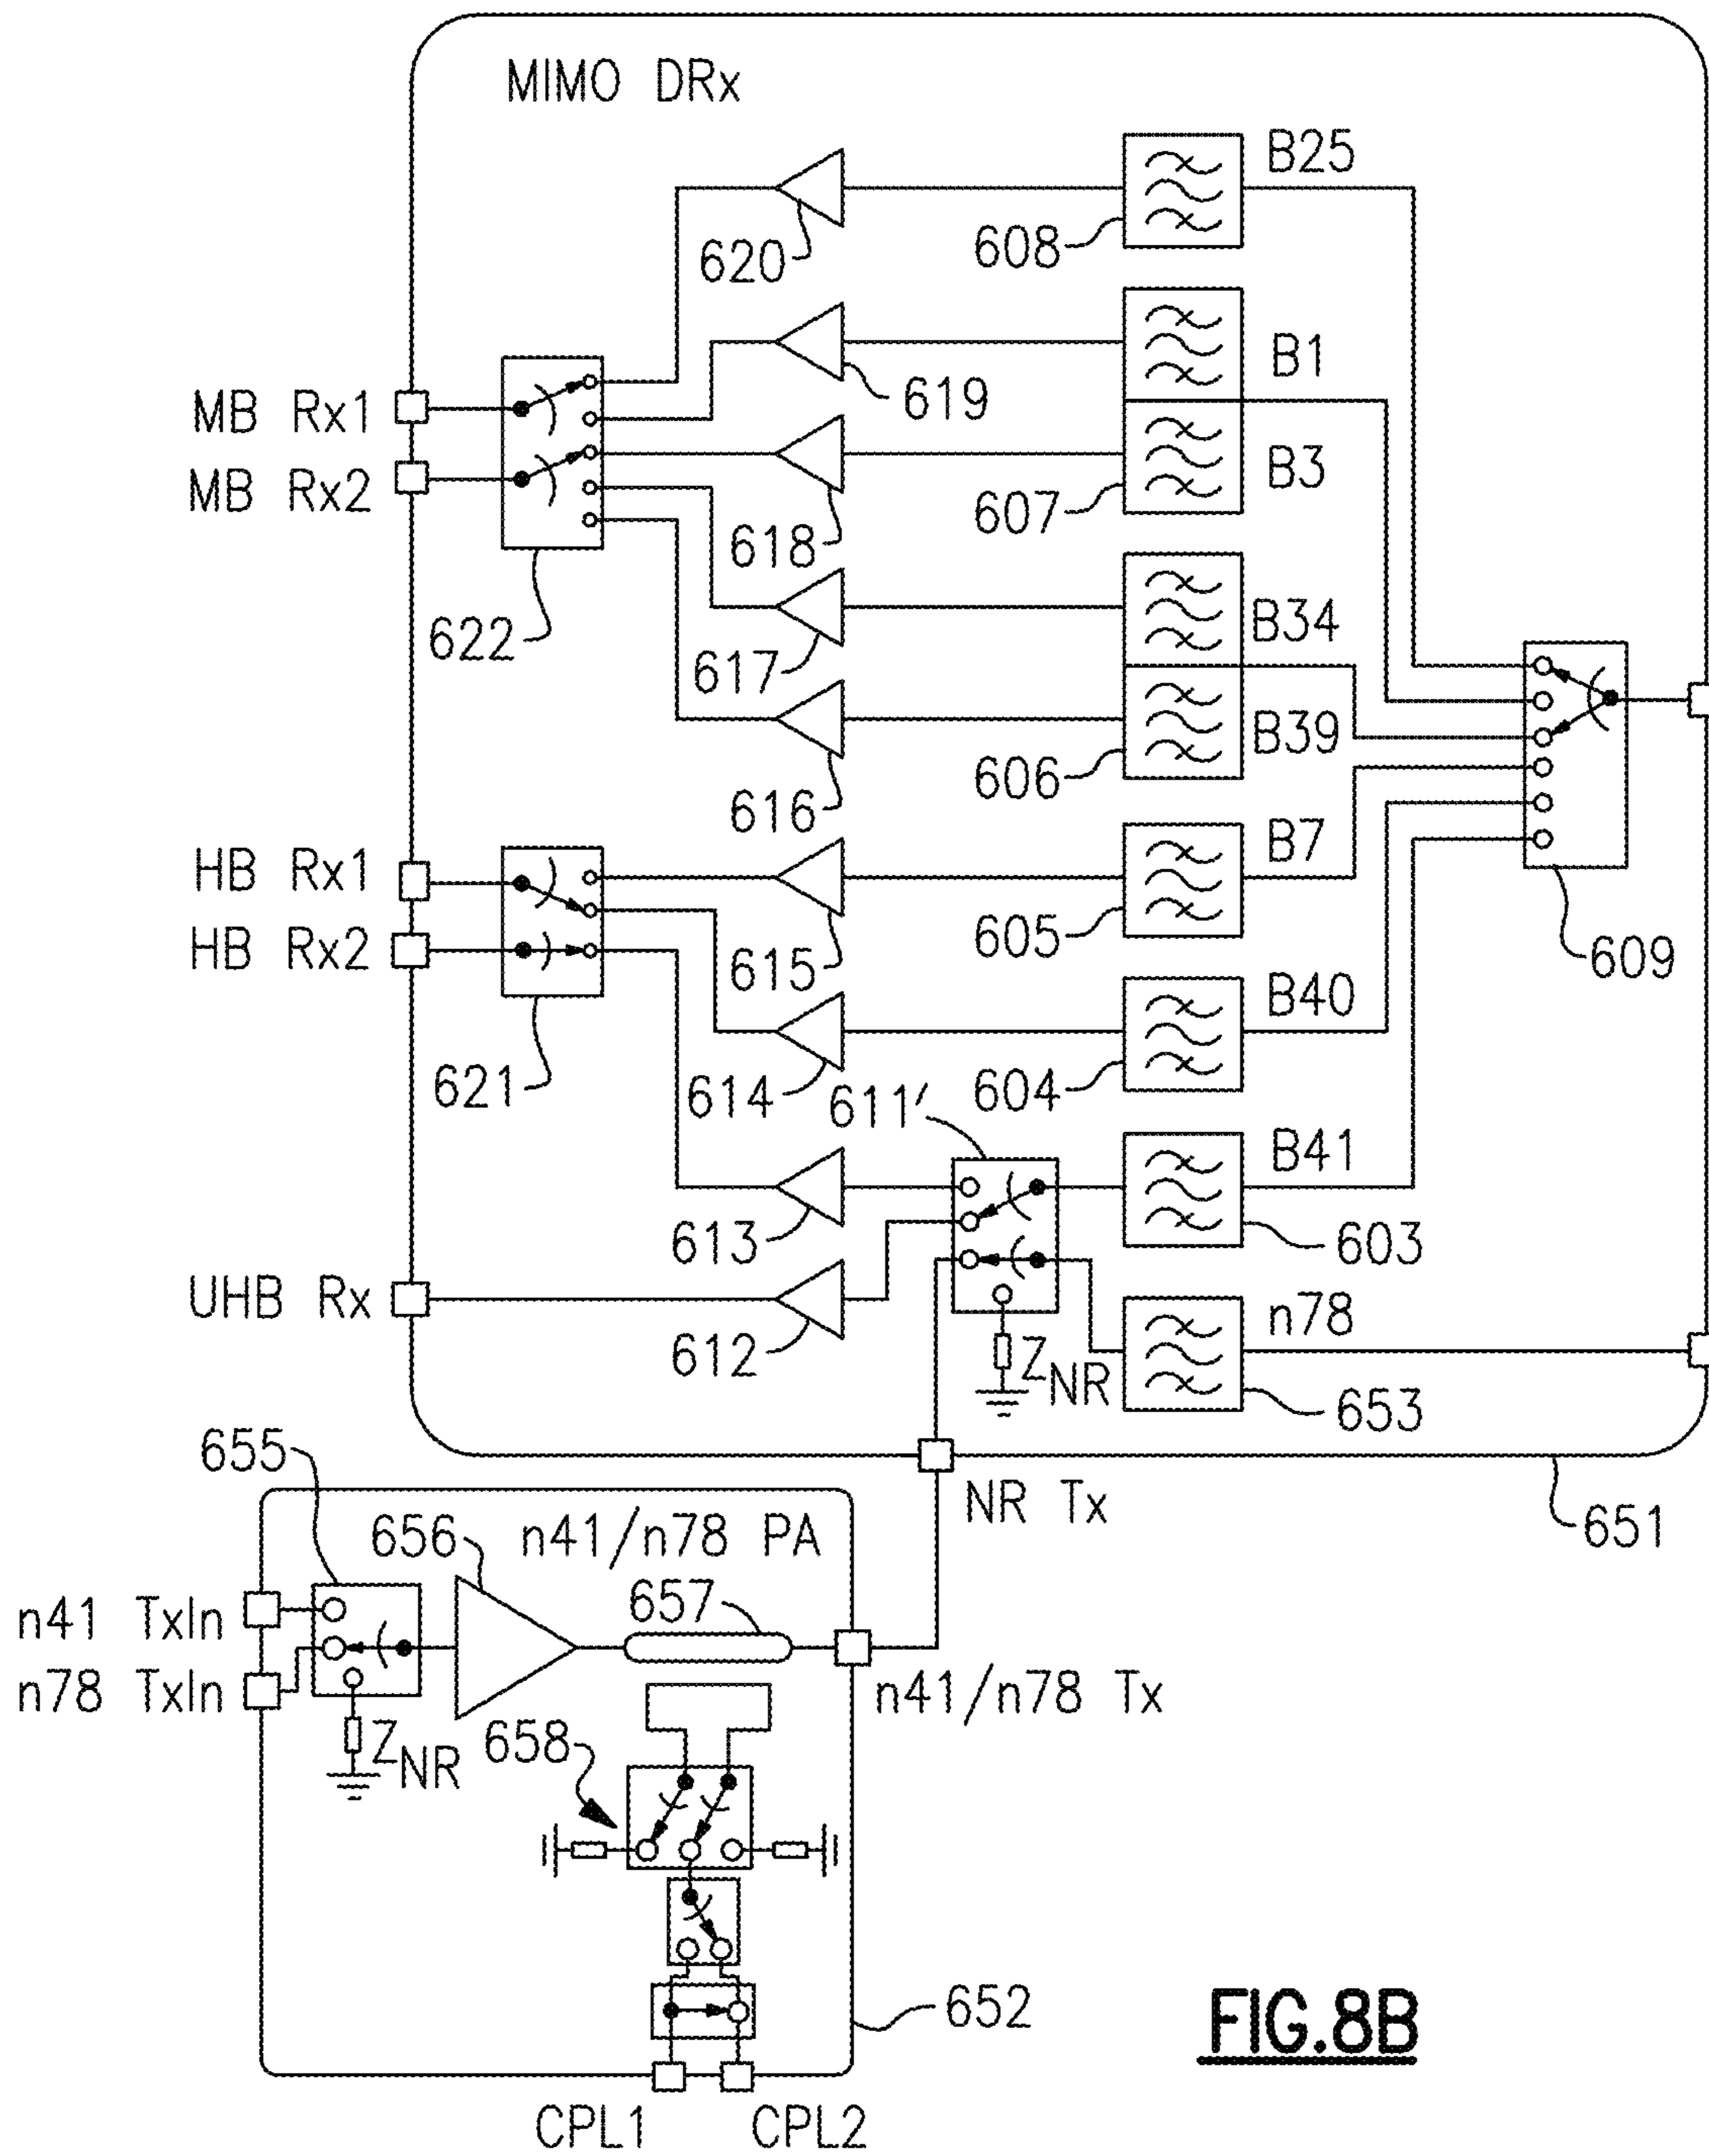 MIMO DRx
B25
620
608
B1
619
MB Rx1
B3
MB Rx2
607
618
B34
622
617
B39
606
616
B7
HB Rx1
605
609
HB Rx2
615
B40
621
614
604
611'
B41
613
603
UHB Rx
n78
612
ZNR
653
655
NR Tx
651
656
n41/n78 PA
657
n41 TxIn
n78 TxIn
n41/n78 Tx
658
ZNR
652
FIG.8B
CPL1
CPL2